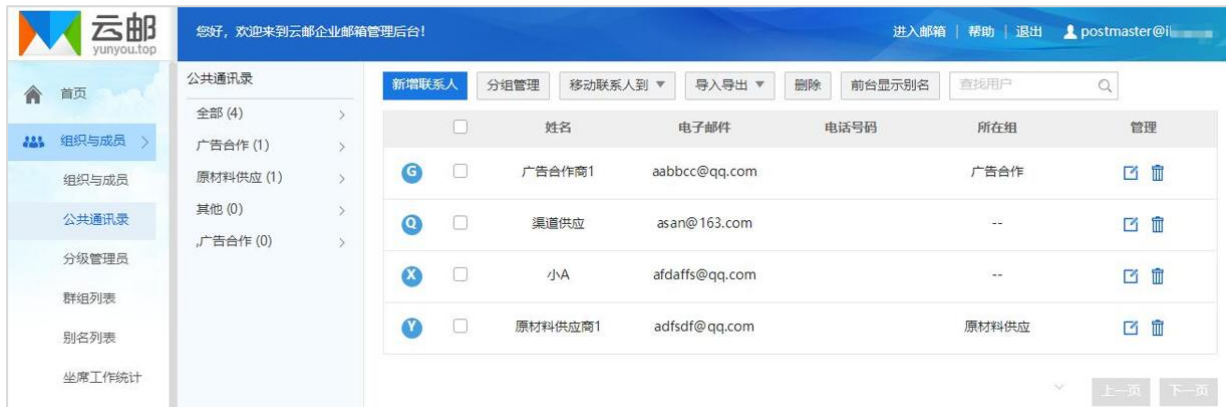 云邮
yunyou.top
您好，欢迎来到云邮企业邮箱管理后台！
进入邮箱 | 帮助 | 退出 postmaster@i
首页
组织与成员
组织与成员
公共通讯录
分级管理员
群组列表
别名列表
坐席工作统计
公共通讯录
全部 (4)
广告合作 (1)
原材料供应 (1)
其他 (0)
,广告合作 (0)
新增联系人 分组管理 移动联系人到 导入导出 删除 前台显示别名 查找用户
姓名 电子邮件 电话号码 所在组 管理
G 广告合作商1 aabbcc@qq.com 广告合作
Q 渠道供应 asan@163.com --
X 小A afdaffs@qq.com --
Y 原材料供应商1 adfsdf@qq.com 原材料供应
上一页 下一页